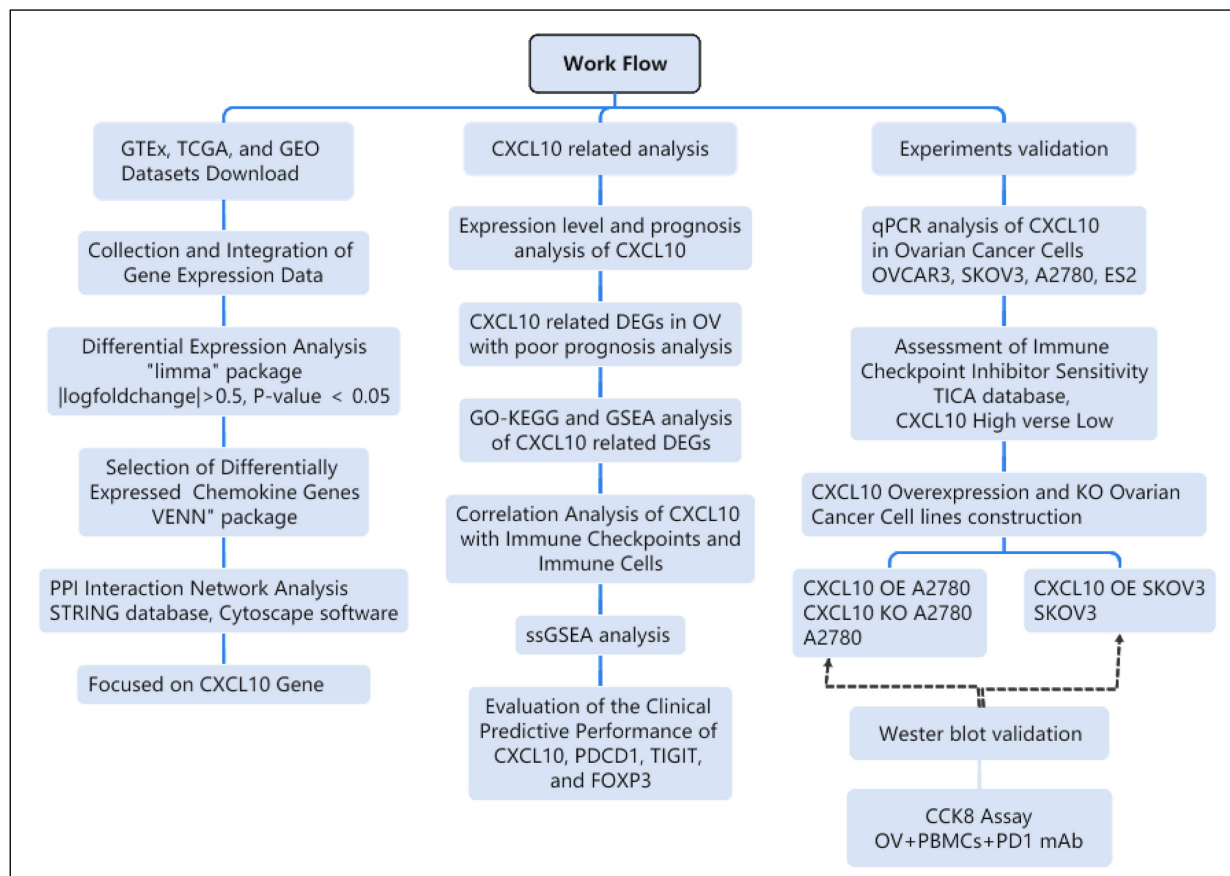 Work Flow
GTEx, TCGA, and GEO
Datasets Download
Collection and Integration of
Gene Expression Data
Differential Expression Analysis
"limma" package
|logfoldchange|>0.5, P-value < 0.05
Selection of Differentially
Expressed Chemokine Genes
VENN" package
PPI Interaction Network Analysis
STRING database, Cytoscape software
Focused on CXCL10 Gene
CXCL10 related analysis
Expression level and prognosis
analysis of CXCL10
CXCL10 related DEGs in OV
with poor prognosis analysis
GO-KEGG and GSEA analysis
of CXCL10 related DEGs
Correlation Analysis of CXCL10
with Immune Checkpoints and
Immune Cells
ssGSEA analysis
Evaluation of the Clinical
Predictive Performance of
CXCL10, PDCD1, TIGIT,
and FOXP3
Experiments validation
qPCR analysis of CXCL10
in Ovarian Cancer Cells
OVCAR3, SKOV3, A2780, ES2
Assessment of Immune
Checkpoint Inhibitor Sensitivity
TICA database,
CXCL10 High verse Low
CXCL10 Overexpression and KO Ovarian
Cancer Cell lines construction
CXCL10 OE A2780
CXCL10 KO A2780
A2780
CXCL10 OE SKOV3
SKOV3
Wester blot validation
CCK8 Assay
OV+PBMCs+PD1 mAb